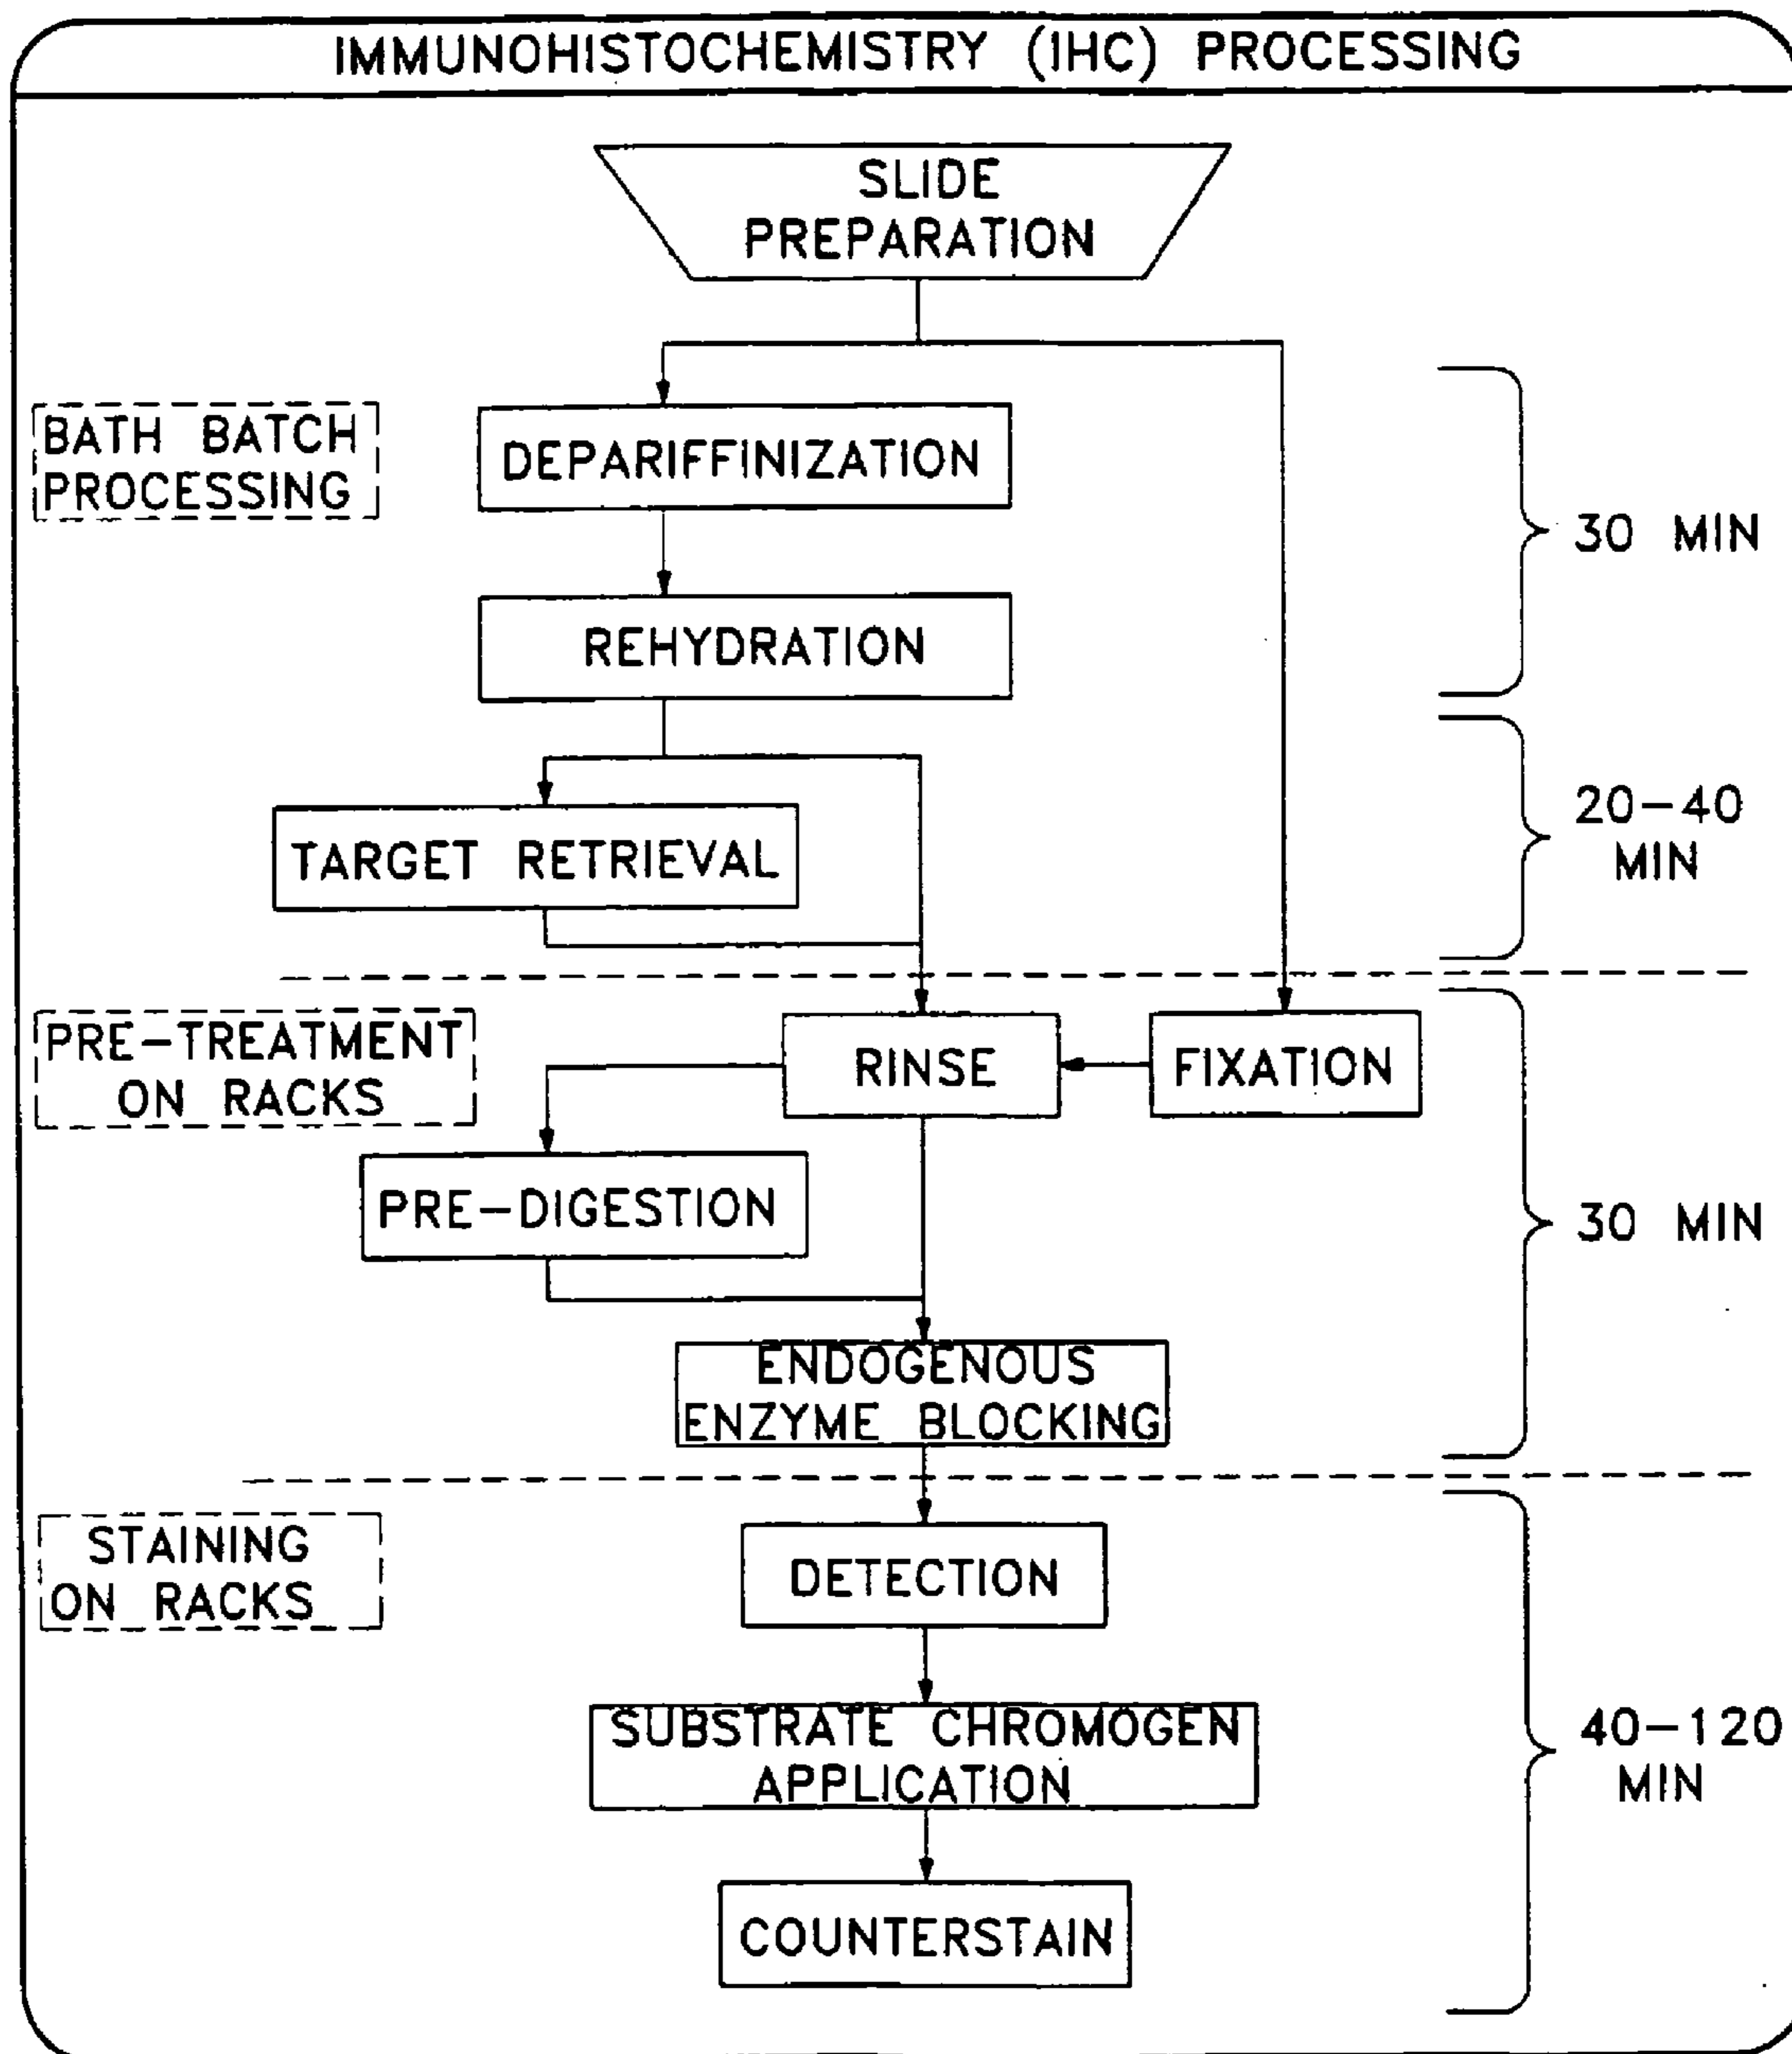 IMMUNOHISTOCHEMISTRY (IHC) PROCESSING
SLIDE
PREPARATION
BATH BATCH
PROCESSING
DEPARIFFINIZATION
30 MIN
REHYDRATION
20-40
MIN
TARGET RETRIEVAL
PRE-TREATMENT
ON RACKS
RINSE
FIXATION
PRE-DIGESTION
30 MIN
ENDOGENOUS
ENZYME BLOCKING
STAINING
ON RACKS
DETECTION
SUBSTRATE CHROMOGEN
APPLICATION
40-120
MIN
COUNTERSTAIN